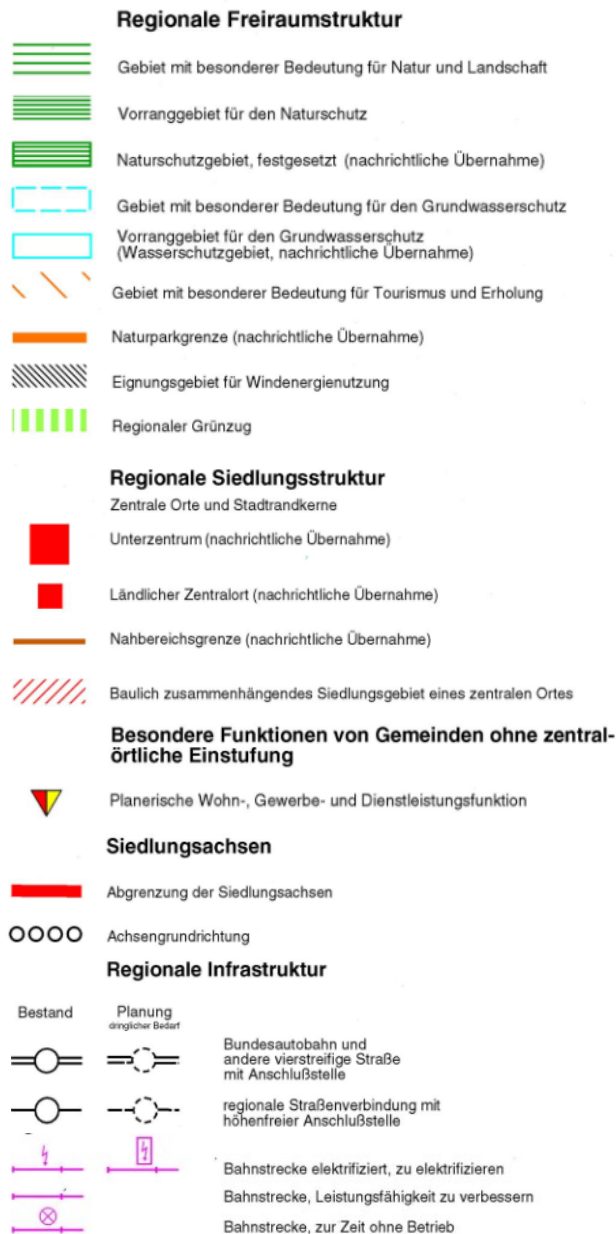 Regionale Freiraumstruktur
Gebiet mit besonderer Bedeutung für Natur und Landschaft
Vorranggebiet für den Naturschutz
Naturschutzgebiet, festgesetzt (nachrichtliche Übernahme)
Gebiet mit besonderer Bedeutung für den Grundwasserschutz
Vorranggebiet für den Grundwasserschutz
(Wasserschutzgebiet, nachrichtliche Übernahme)
Gebiet mit besonderer Bedeutung für Tourismus und Erholung
Naturparkgrenze (nachrichtliche Übernahme)
Eignungsgebiet für Windenergienutzung
Regionaler Grünzug
Regionale Siedlungsstruktur
Zentrale Orte und Stadtrandkerne
Unterzentrum (nachrichtliche Übernahme)
Ländlicher Zentralort (nachrichtliche Übernahme)
Nahbereichsgrenze (nachrichtliche Übernahme)
Baulich zusammenhängendes Siedlungsgebiet eines zentralen Ortes
Besondere Funktionen von Gemeinden ohne zentral-
örtliche Einstufung
Planerische Wohn-, Gewerbe- und Dienstleistungsfunktion
Siedlungsachsen
Abgrenzung der Siedlungsachsen
Achsengrundrichtung
Regionale Infrastruktur
Bestand Planung
dringlicher Bedarf
Bundesautobahn und
andere vierstreifige Straße
mit Anschlußstelle
regionale Straßenverbindung mit
höhenfreier Anschlußstelle
Bahnstrecke elektrifiziert, zu elektrifizieren
Bahnstrecke, Leistungsfähigkeit zu verbessern
Bahnstrecke, zur Zeit ohne Betrieb